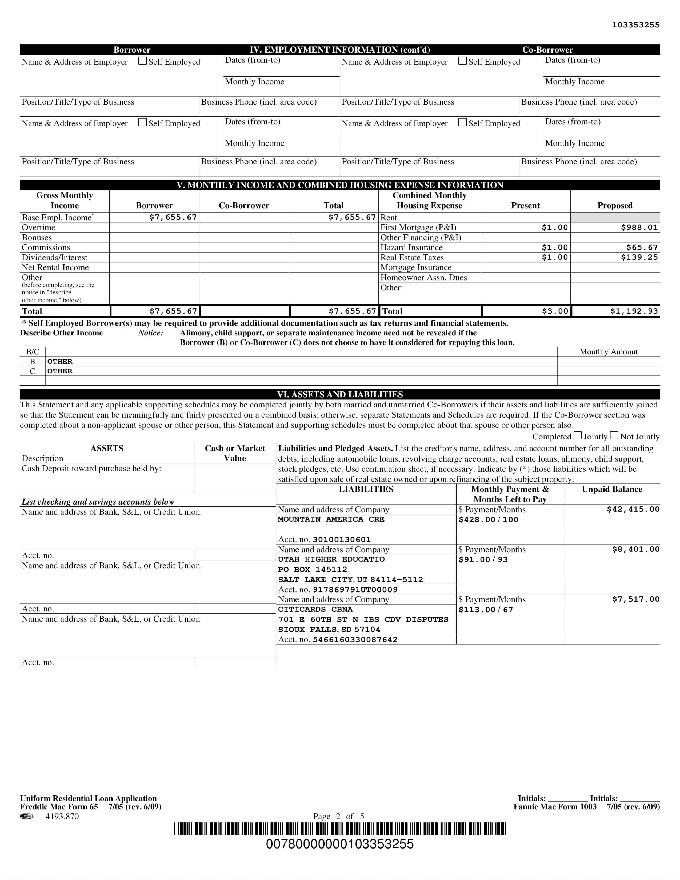 103353255
Borrower IV. EMPLOYMENT INFORMATION (cont'd) Co-Borrower
Name & Address of Employer Self Employed Dates (from-to) Name & Address of Employer Self Employed Dates (from-to)
Monthly Income Monthly Income
Position/Title/Type of Business Business Phone (incl. area code) Position/Title/Type of Business Business Phone (incl. area code)
Name & Address of Employer Self Employed Dates (from-to) Name & Address of Employer Self Employed Dates (from-to)
Monthly Income Monthly Income
Position/Title/Type of Business Business Phone (incl. area code) Position/Title/Type of Business Business Phone (incl. area code)
V. MONTHLY INCOME AND COMBINED HOUSING EXPENSE INFORMATION
Gross Monthly Combined Monthly
Income Borrower Co-Borrower Total Housing Expense Present Proposed
Base Empl. Income* $7,655.67 $7,655.67 Rent
Overtime First Mortgage (P&I) $1.00 $988.01
Bonuses Other Financing (P&I)
Commissions Hazard Insurance $1.00 $65.67
Dividends/Interest Real Estate Taxes $1.00 $139.25
Net Rental Income Mortgage Insurance
Other Homeowner Assn. Dues
(before completing, see the Other
notice in "describe
other income," below)
Total $7,655.67 $7,655.67 Total $3.00 $1,192.93
* Self Employed Borrower(s) may be required to provide additional documentation such as tax returns and financial statements.
Describe Other Income Notice: Alimony, child support, or separate maintenance income need not be revealed if the
Borrower (B) or Co-Borrower (C) does not choose to have it considered for repaying this loan.
B/C Monthly Amount
B OTHER
C OTHER
VI. ASSETS AND LIABILITIES
This Statement and any applicable supporting schedules may be completed jointly by both married and unmarried Co-Borrowers if their assets and liabilities are sufficiently joined
so that the Statement can be meaningfully and fairly presented on a combined basis; otherwise, separate Statements and Schedules are required. If the Co-Borrower section was
completed about a non-applicant spouse or other person, this Statement and supporting schedules must be completed about that spouse or other person also.
Completed Jointly Not Jointly
ASSETS Cash or Market Liabilities and Pledged Assets. List the creditor's name, address, and account number for all outstanding
Description Value debts, including automobile loans, revolving charge accounts, real estate loans, alimony, child support,
Cash Deposit toward purchase held by: stock pledges, etc. Use continuation sheet, if necessary. Indicate by (*) those liabilities which will be
satisfied upon sale of real estate owned or upon refinancing of the subject property.
LIABILITIES Monthly Payment & Unpaid Balance
List checking and savings accounts below Months Left to Pay
Name and address of Bank, S&L, or Credit Union Name and address of Company $ Payment/Months $42,415.00
MOUNTAIN AMERICA CRE $428.00/100
Acct. no. 30100130601
Acct. no. Name and address of Company $ Payment/Months $8,401.00
Name and address of Bank, S&L, or Credit Union UTAH HIGHER EDUCATIO $91.00/93
PO BOX 145112
SALT LAKE CITY, UT 84114-5112
Acct. no. 917869791UT00009
Name and address of Company $ Payment/Months $7,517.00
Acct. no. CITICARDS CBNA $113.00/67
Name and address of Bank, S&L, or Credit Union 701 E 60TH ST N IBS CDV DISPUTES
SIOUX FALLS, SD 57104
Acct. no. 5466160330087642
Acct. no.
Uniform Residential Loan Application Initials: Initials:
Freddie Mac Form 65 7/05 (rev. 6/09) Fannie Mae Form 1003 7/05 (rev. 6/09)
4193.870 Page 2 of 5
00780000000103353255